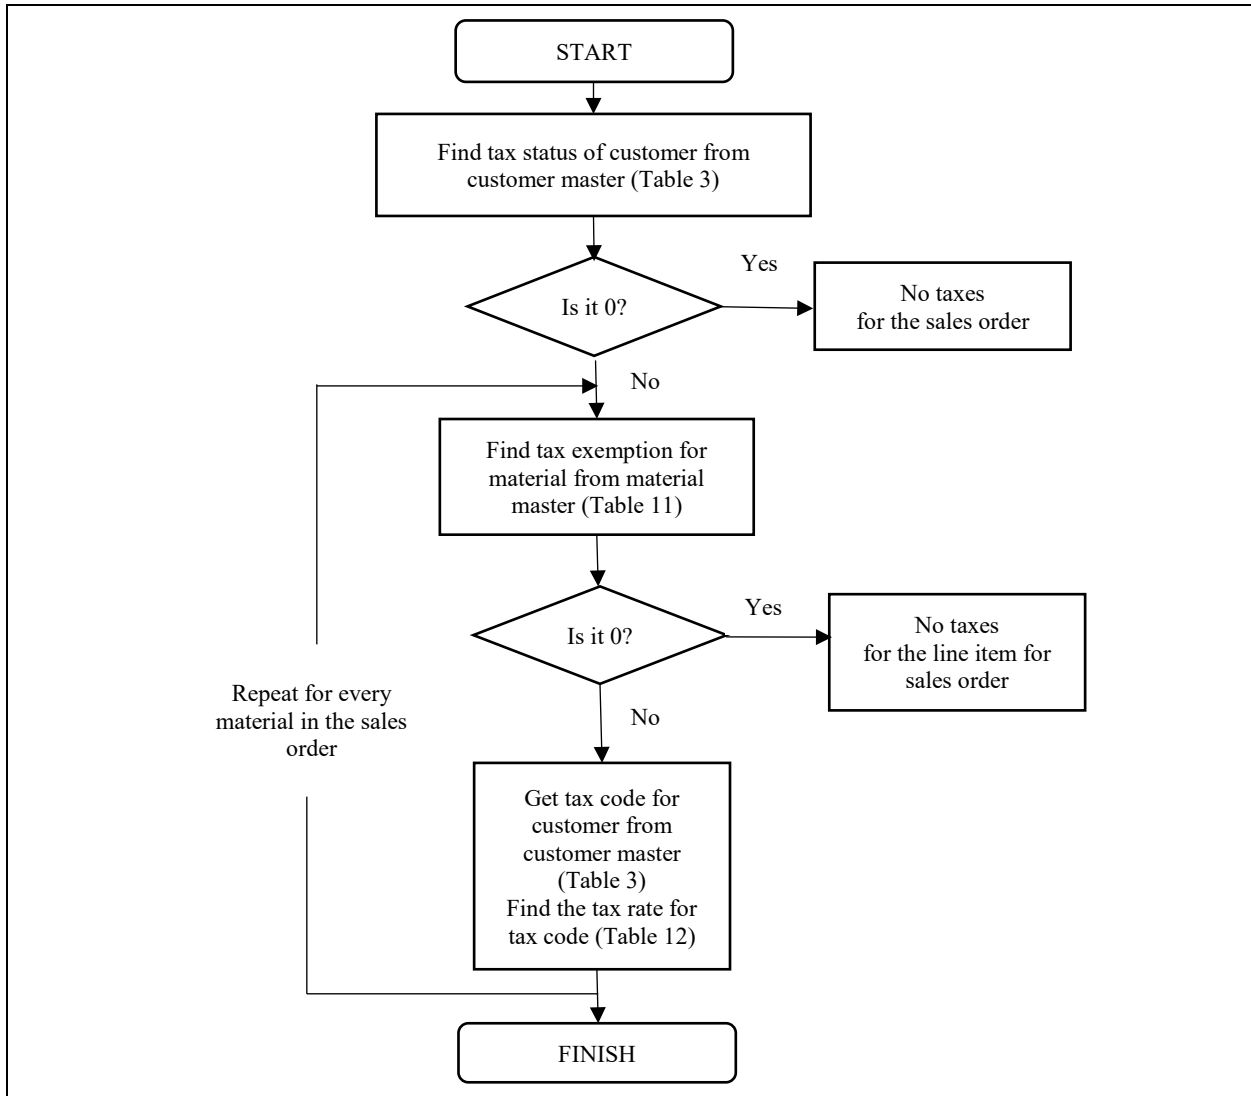 START
Find tax status of customer from
customer master (Table 3)
Yes
Is it 0?
No taxes
for the sales order
No
Find tax exemption for
material from material
master (Table 11)
Yes
Is it 0?
No taxes
for the line item for
sales order
Repeat for every
material in the sales
order
No
Get tax code for
customer from
customer master
(Table 3)
Find the tax rate for
tax code (Table 12)
FINISH